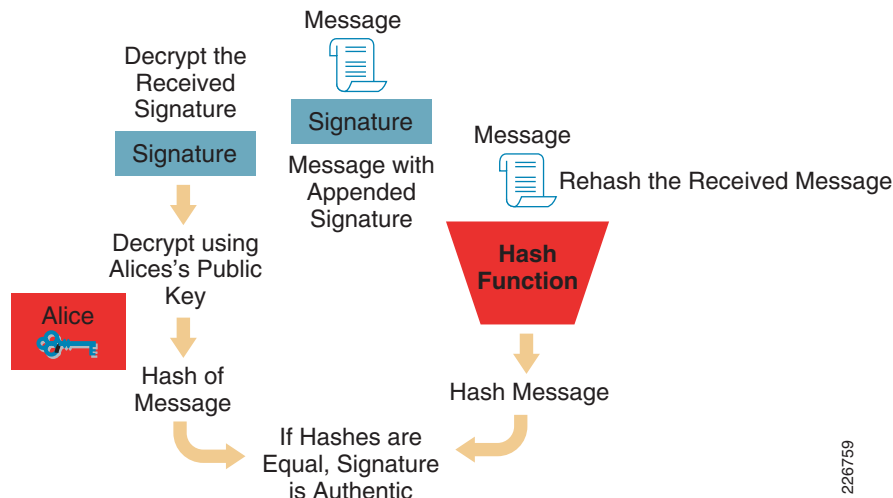 Message
Decrypt the
Received
Signature
Signature
Signature
Message with
Appended
Signature
Message
Rehash the Received Message
Hash
Function
Decrypt using
Alices's Public
Key
Alice
Hash of
Message
Hash Message
If Hashes are
Equal, Signature
is Authentic
226759